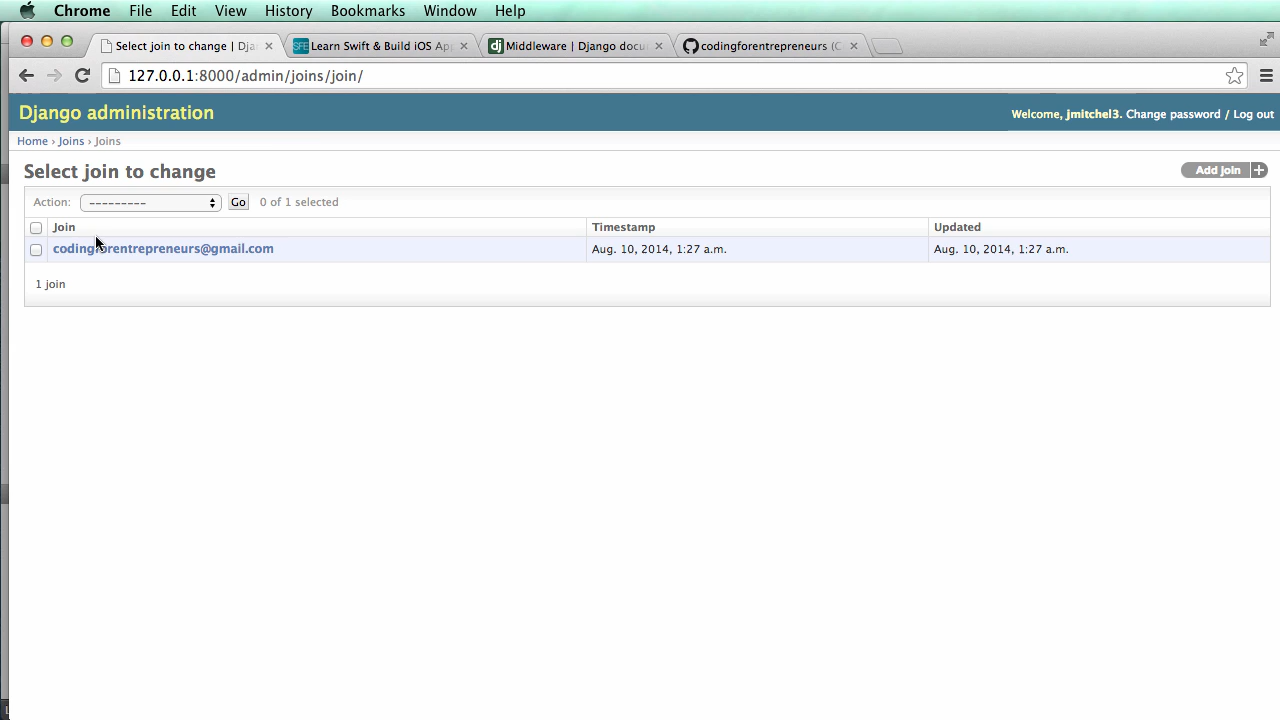 Chrome File Edit View History Bookmarks Window Help
Select join to change | Dja
Learn Swift & Build iOS Ap
Middleware | Django docu
codingforentrepreneurs (C
127.0.0.1:8000/admin/joins/join/
Django administration
Welcome, jmitchel3. Change password / Log out
Home › Joins › Joins
Select join to change
Add join +
Action: --------- Go 0 of 1 selected
Join Timestamp Updated
codingforentrepreneurs@gmail.com Aug. 10, 2014, 1:27 a.m. Aug. 10, 2014, 1:27 a.m.
1 join